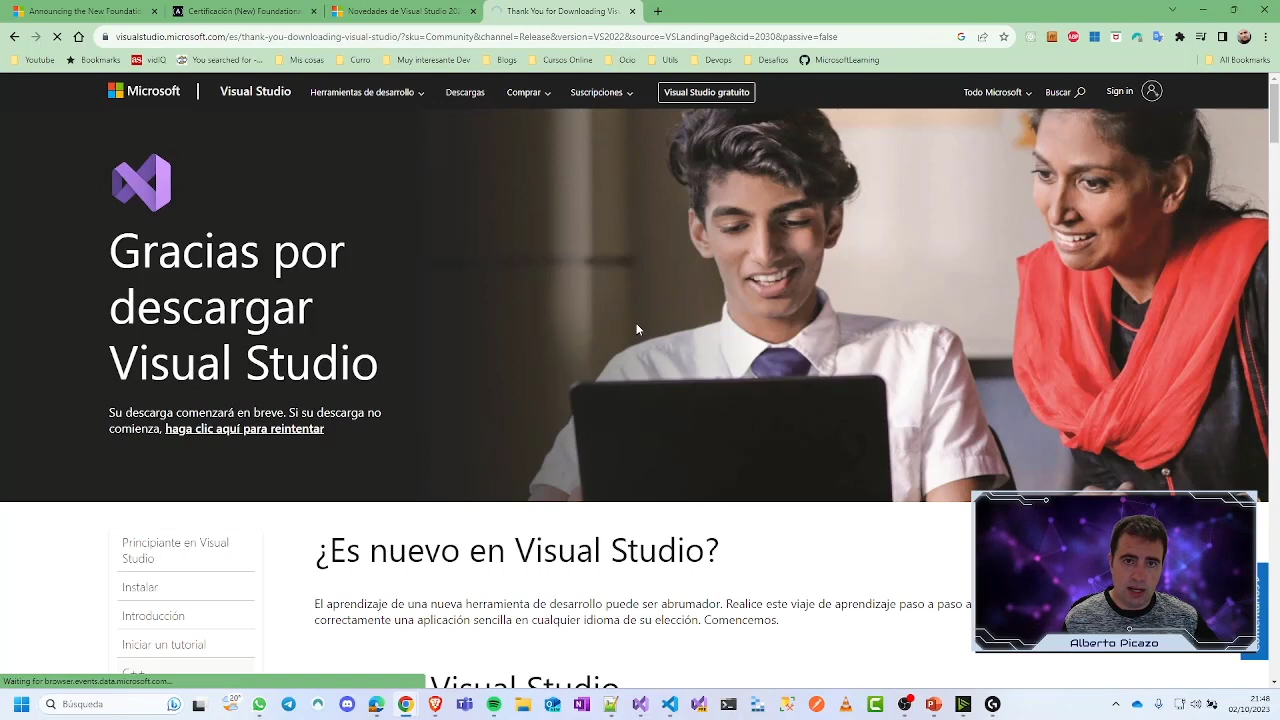 Announcing the New Foundatio
Certificación (New) Foundationa
Novedades de Visual Studio 202
Thank You for Downloading Visu
visualstudio.microsoft.com/es/thank-you-downloading-visual-studio/?sku=Community&channel=Release&version=VS2022&source=VSLandingPage&cid=2030&passive=false
Youtube
Bookmarks
vidIQ
You searched for -...
Mis cosas
Curro
Muy interesante Dev
Blogs
Cursos Online
Ocio
Utils
Devops
Desafios
MicrosoftLearning
All Bookmarks
Microsoft
Visual Studio
Herramientas de desarrollo
Descargas
Comprar
Suscripciones
Visual Studio gratuito
Todo Microsoft
Buscar
Sign in
Gracias por
descargar
Visual Studio
Su descarga comenzará en breve. Si su descarga no
comienza, haga clic aquí para reintentar
Principiante en Visual
Studio
Instalar
Introducción
Iniciar un tutorial
C++
¿Es nuevo en Visual Studio?
El aprendizaje de una nueva herramienta de desarrollo puede ser abrumador. Realice este viaje de aprendizaje paso a paso a
correctamente una aplicación sencilla en cualquier idioma de su elección. Comencemos.
Visual Studio
Alberto Picazo
Waiting for browser.events.data.microsoft.com...
20°
Búsqueda
21:48
02/10/2023